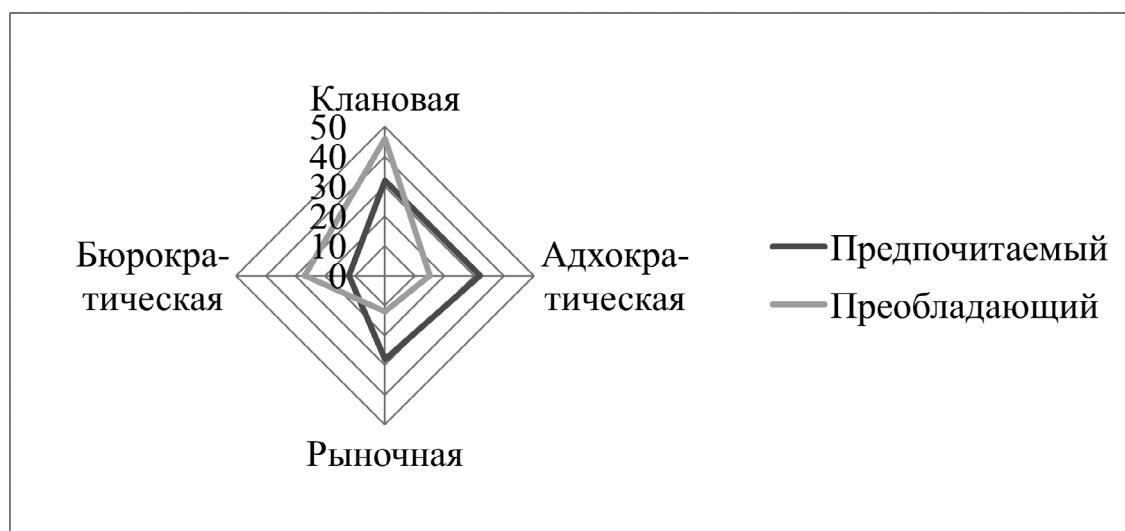 Клановая
50
40
30
20
10
0
Бюрокра-
тическая
Адхокра-
тическая
Рыночная
Предпочитаемый
Преобладающий